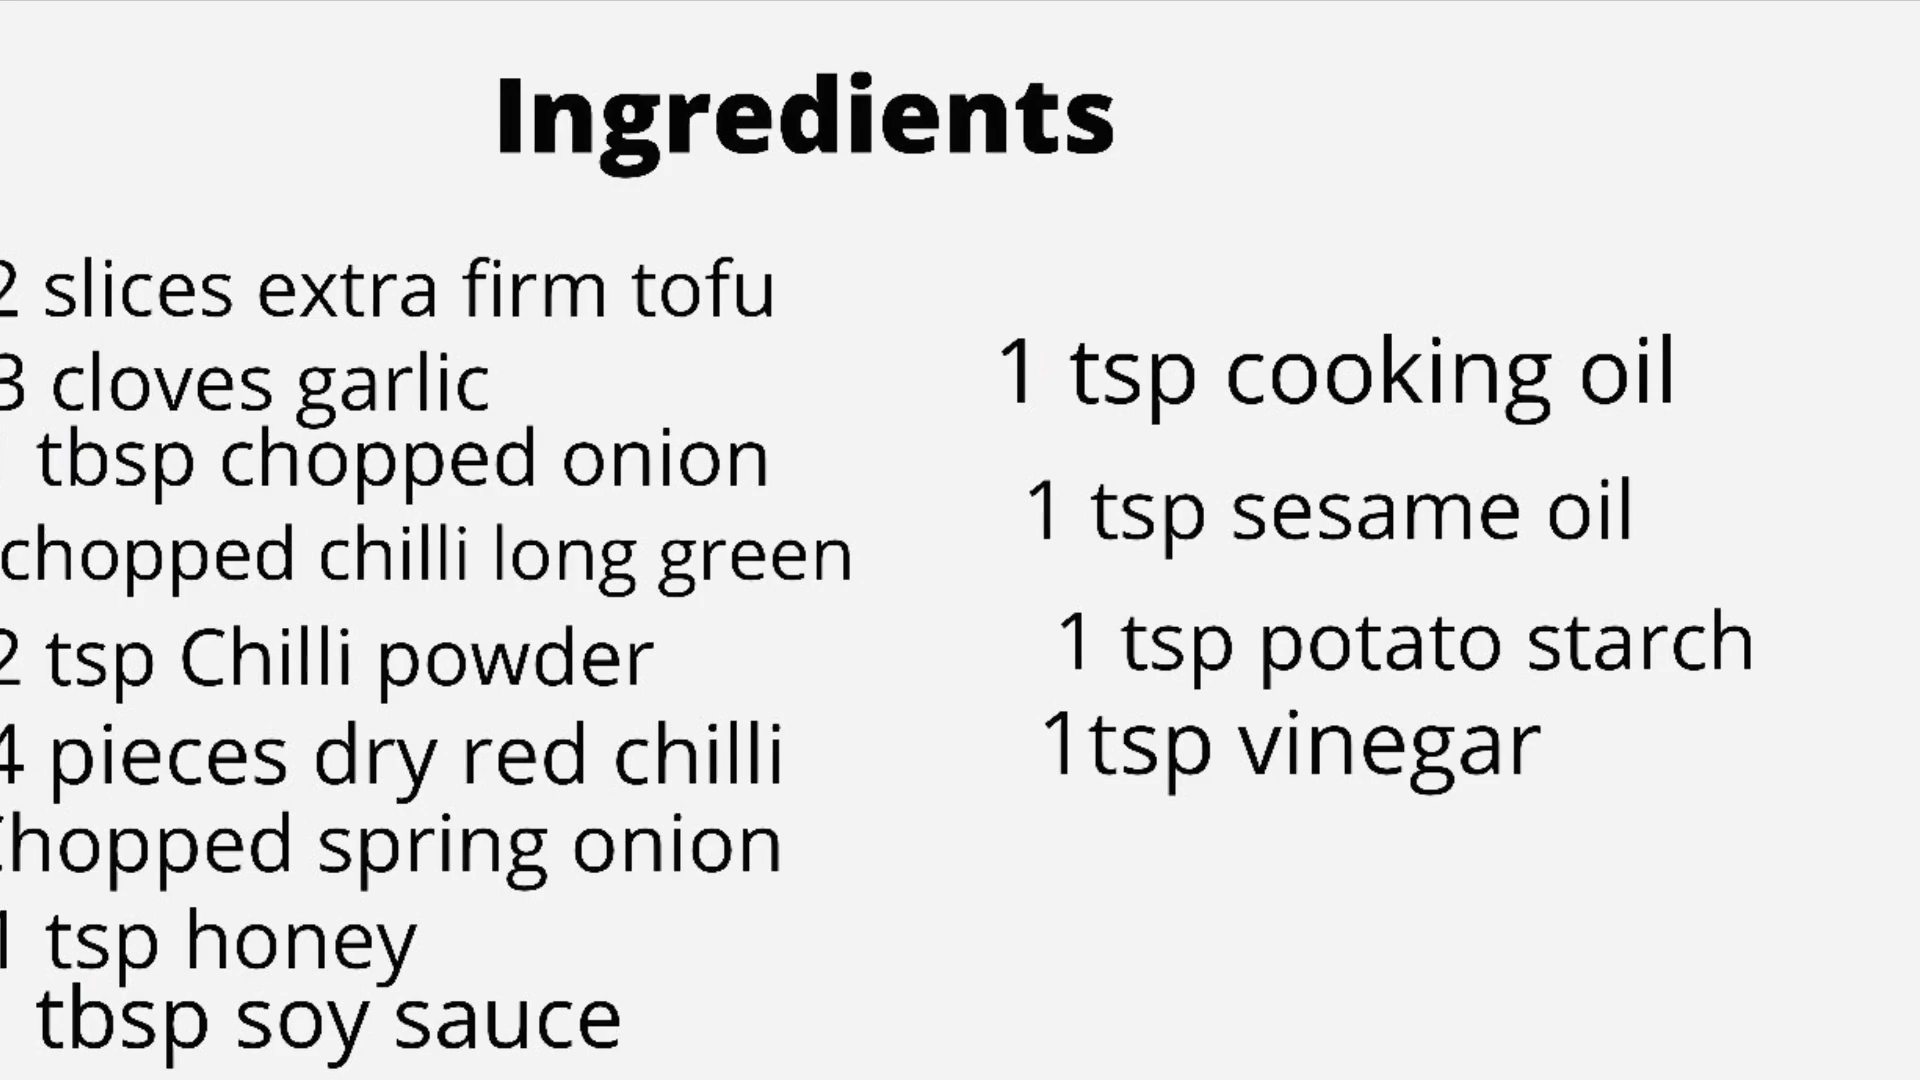 Ingredients
2 slices extra firm tofu
3 cloves garlic
tbsp chopped onion
chopped chilli long green
2 tsp Chilli powder
4 pieces dry red chilli
Chopped spring onion
1 tsp honey
tbsp soy sauce
1 tsp cooking oil
1 tsp sesame oil
1 tsp potato starch
1tsp vinegar